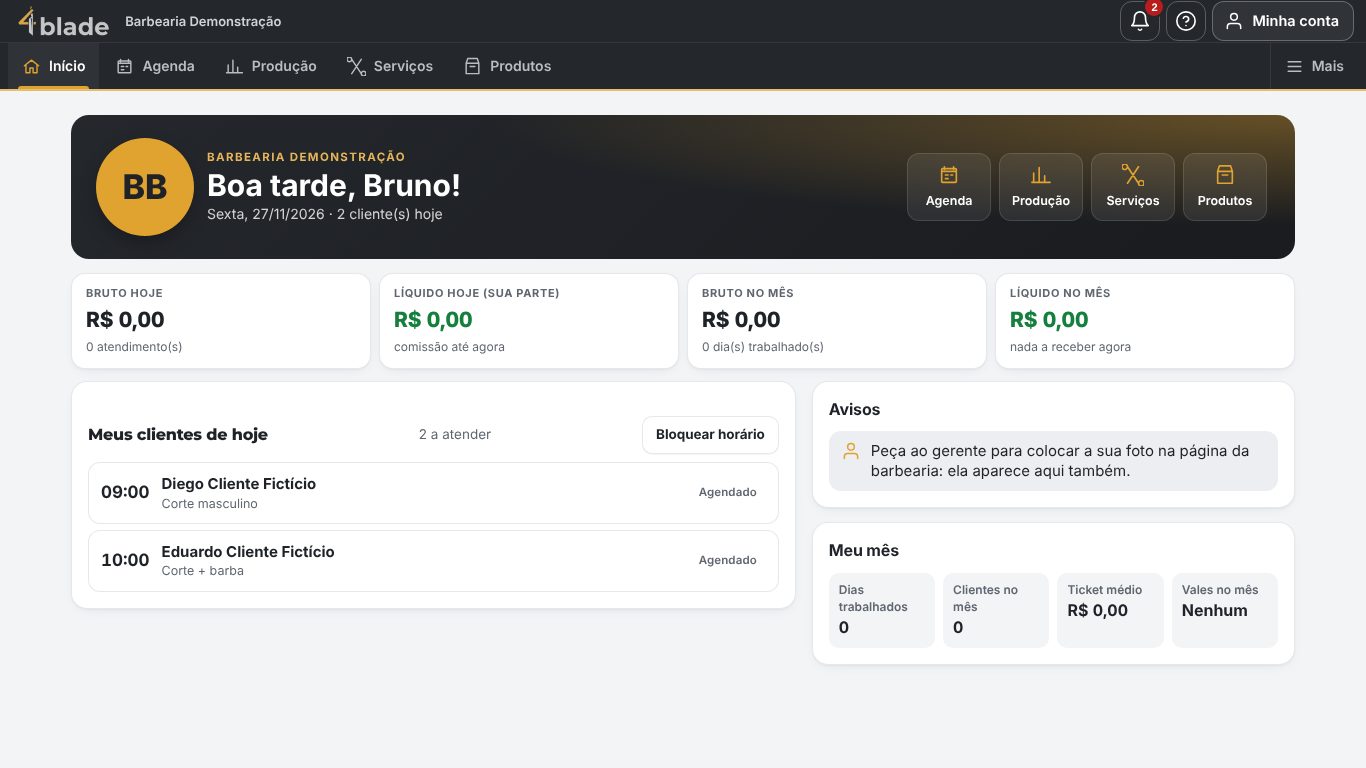 4blade
Barbearia Demonstração
2
Minha conta
Início
Agenda
Produção
Serviços
Produtos
Mais
BB
BARBEARIA DEMONSTRAÇÃO
Boa tarde, Bruno!
Sexta, 27/11/2026 · 2 cliente(s) hoje
Agenda
Produção
Serviços
Produtos
BRUTO HOJE
R$ 0,00
0 atendimento(s)
LÍQUIDO HOJE (SUA PARTE)
R$ 0,00
comissão até agora
BRUTO NO MÊS
R$ 0,00
0 dia(s) trabalhado(s)
LÍQUIDO NO MÊS
R$ 0,00
nada a receber agora
Meus clientes de hoje
2 a atender
Bloquear horário
09:00
Diego Cliente Fictício
Corte masculino
Agendado
10:00
Eduardo Cliente Fictício
Corte + barba
Agendado
Avisos
Peça ao gerente para colocar a sua foto na página da
barbearia: ela aparece aqui também.
Meu mês
Dias
trabalhados
0
Clientes no
mês
0
Ticket médio
R$ 0,00
Vales no mês
Nenhum